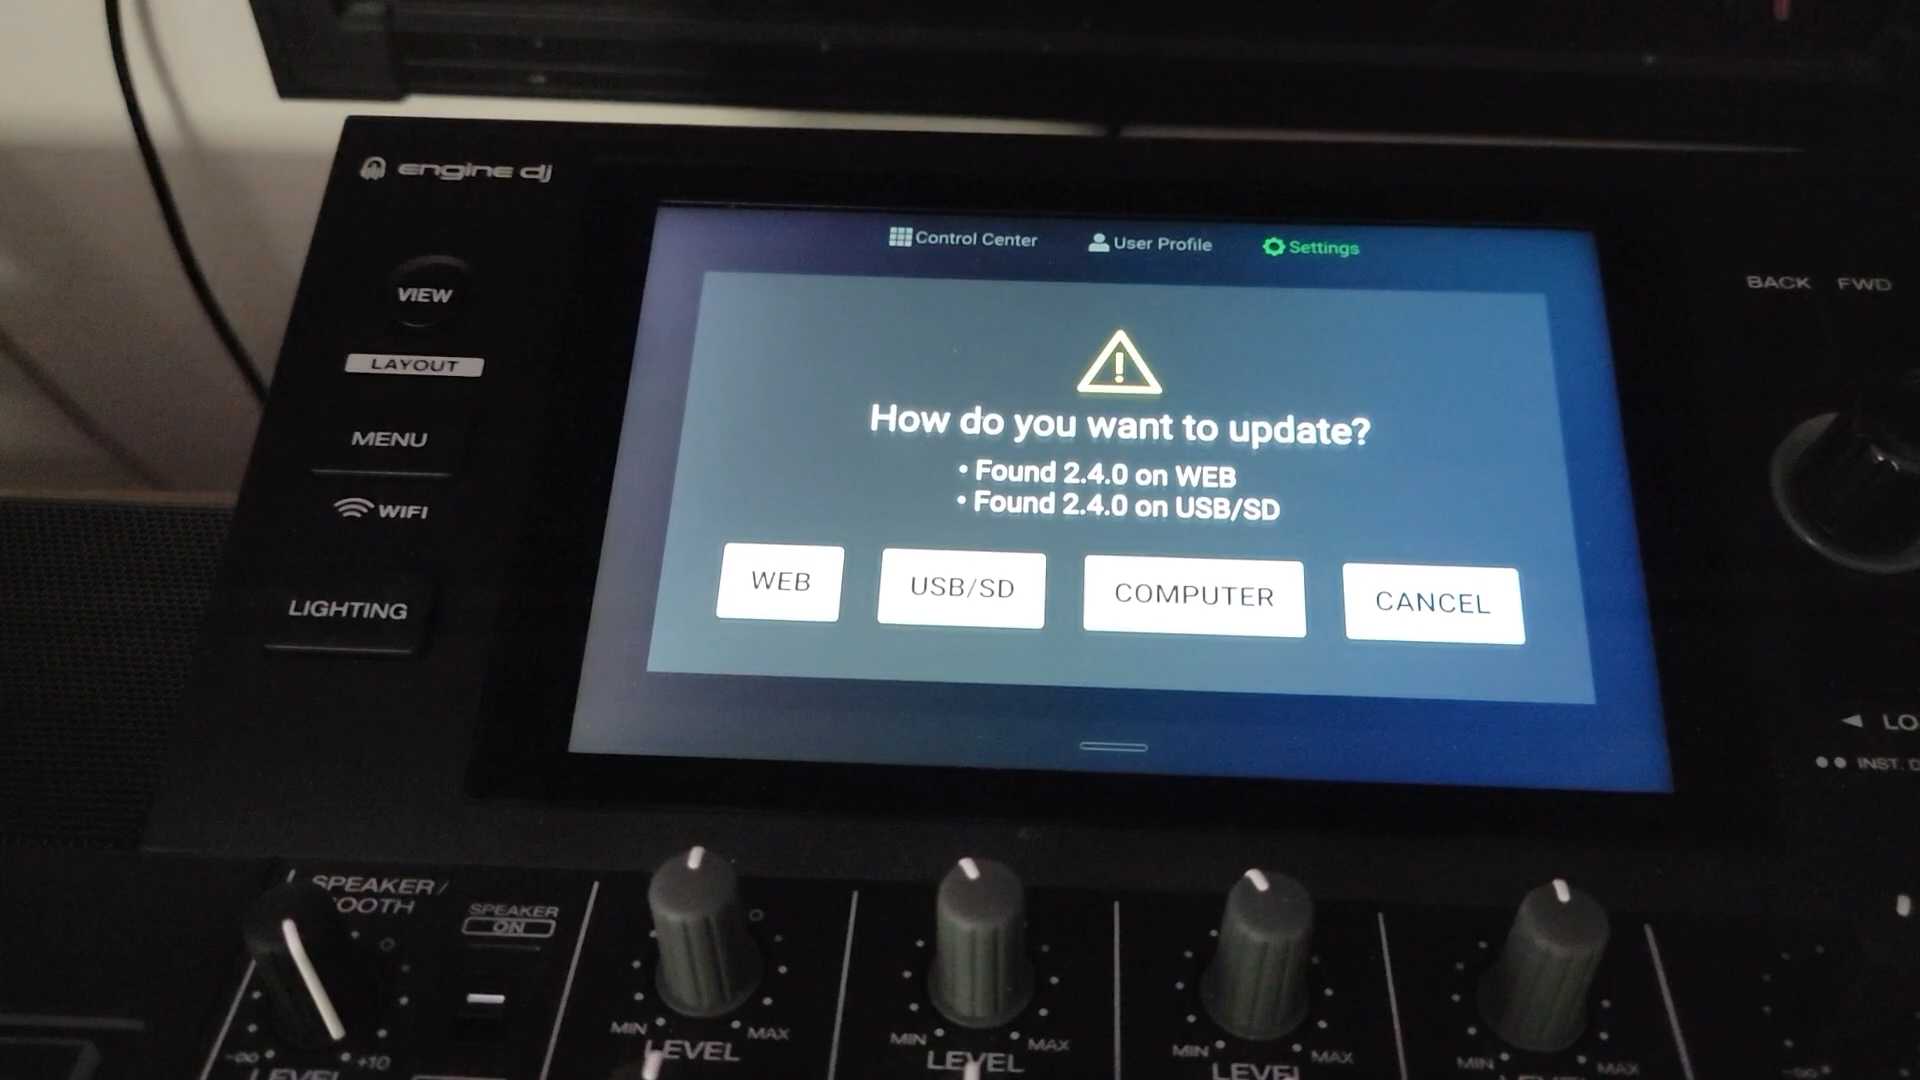 engine dj
Control Center
User Profile
Settings
VIEW
LAYOUT
MENU
WIFI
LIGHTING
How do you want to update?
• Found 2.4.0 on WEB
• Found 2.4.0 on USB/SD
WEB
USB/SD
COMPUTER
CANCEL
BACK
FWD
INST.
SPEAKER/
SPEAKER
ON
-∞
+10
MIN
MAX
LEVEL
MIN
MAX
LEVEL
MIN
MAX
LEVEL
MIN
MAX